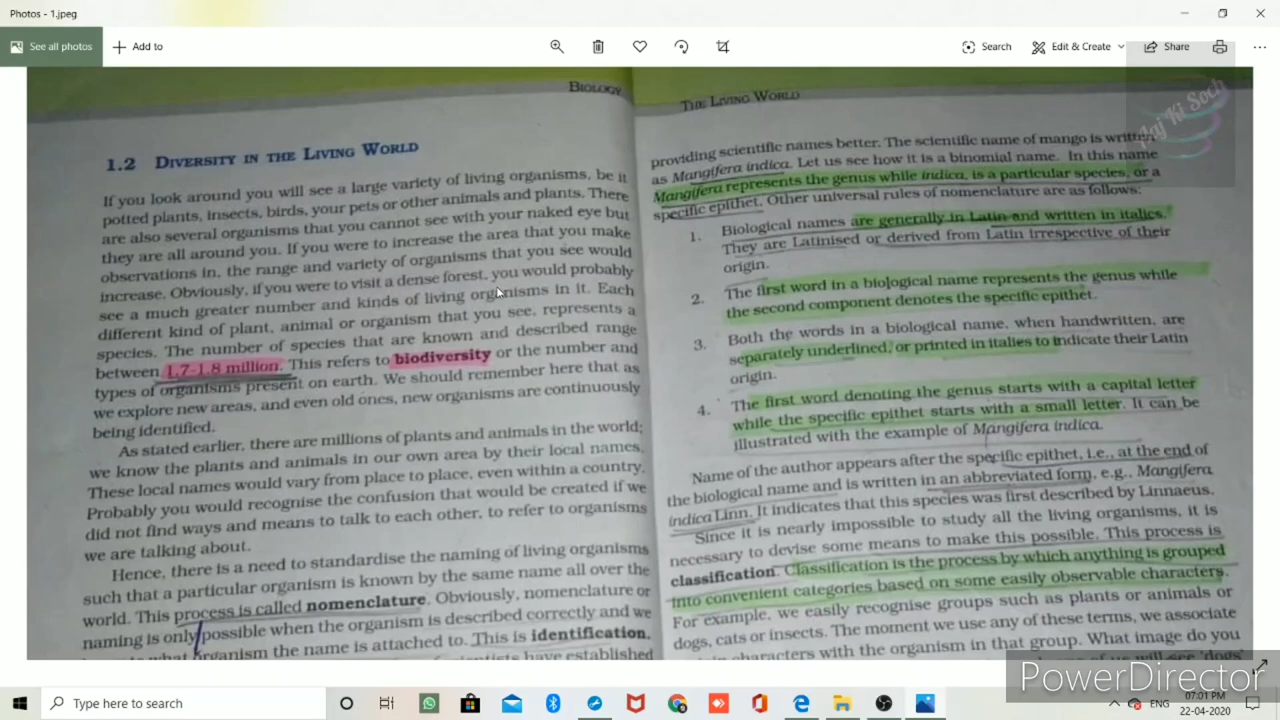 Photos - 1.jpeg
See all photos
Add to
Search
Edit & Create
Share
Aaj Ki Soch
BIOLOGY
1.2 DIVERSITY IN THE LIVING WORLD
If you look around you will see a large variety of living organisms, be it
potted plants, insects, birds, your pets or other animals and plants. There
are also several organisms that you cannot see with your naked eye but
they are all around you. If you were to increase the area that you make
observations in, the range and variety of organisms that you see would
increase. Obviously, if you were to visit a dense forest, you would probably
see a much greater number and kinds of living organisms in it. Each
different kind of plant, animal or organism that you see, represents a
species. The number of species that are known and described range
between 1.7-1.8 million. This refers to biodiversity or the number and
types of organisms present on earth. We should remember here that as
we explore new areas, and even old ones, new organisms are continuously
being identified.
As stated earlier, there are millions of plants and animals in the world;
we know the plants and animals in our own area by their local names.
These local names would vary from place to place, even within a country.
Probably you would recognise the confusion that would be created if we
did not find ways and means to talk to each other, to refer to organisms
we are talking about.
Hence, there is a need to standardise the naming of living organisms
such that a particular organism is known by the same name all over the
world. This process is called nomenclature. Obviously, nomenclature or
naming is only possible when the organism is described correctly and we
what organism the name is attached to. This is identification.
have established
THE LIVING WORLD
providing scientific names better. The scientific name of mango is written
as Mangifera indica. Let us see how it is a binomial name. In this name
Mangifera represents the genus while indica, is a particular species, or a
specific epithet. Other universal rules of nomenclature are as follows:
1. Biological names are generally in Latin and written in italics.
They are Latinised or derived from Latin irrespective of their
origin.
2. The first word in a biological name represents the genus while
the second component denotes the specific epithet.
3. Both the words in a biological name, when handwritten, are
separately underlined, or printed in italics to indicate their Latin
origin.
4. The first word denoting the genus starts with a capital letter
while the specific epithet starts with a small letter. It can be
illustrated with the example of Mangifera indica.
Name of the author appears after the specific epithet, i.e., at the end of
the biological name and is written in an abbreviated form, e.g., Mangifera
indica Linn. It indicates that this species was first described by Linnaeus.
Since it is nearly impossible to study all the living organisms, it is
necessary to devise some means to make this possible. This process is
classification. Classification is the process by which anything is grouped
into convenient categories based on some easily observable characters.
For example, we easily recognise groups such as plants or animals or
dogs, cats or insects. The moment we use any of these terms, we associate
characters with the organism in that group. What image do you
see 'dogs'
PowerDirector
Type here to search
ENG
07:01 PM
22-04-2020